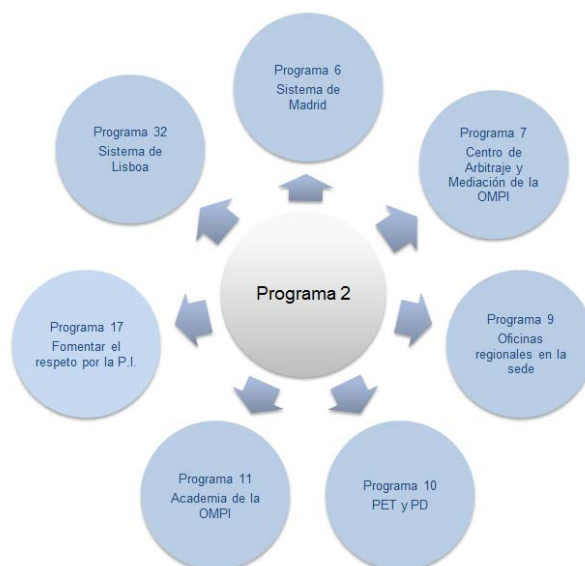 Programa 6
Sistema de
Madrid
Programa 7
Centro de
Arbitraje y
Mediación de la
OMPI
Programa 9
Oficinas
regionales en la
sede
Programa 10
PET y PD
Programa 11
Academia de la
OMPI
Programa 17
Fomentar el
respeto por la P.I.
Programa 32
Sistema de
Lisboa
Programa 2